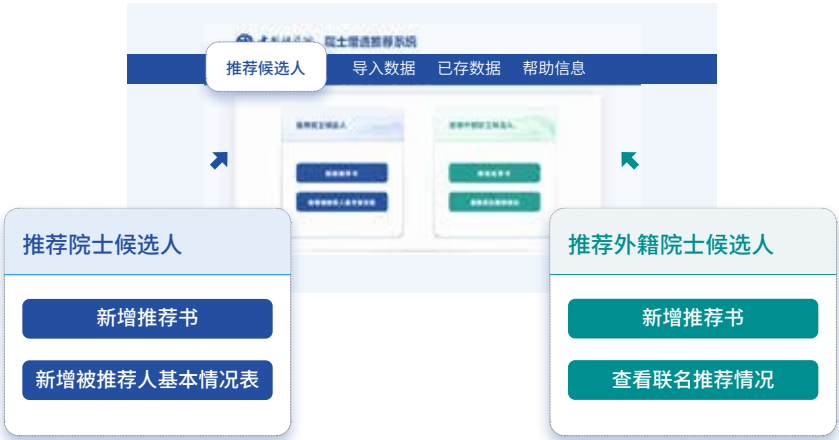 院士增选推荐系统
推荐候选人 导入数据 已存数据 帮助信息
推荐院士候选人
新增推荐书
新增被推荐人基本情况表
推荐外籍院士候选人
新增推荐书
查看联名推荐情况